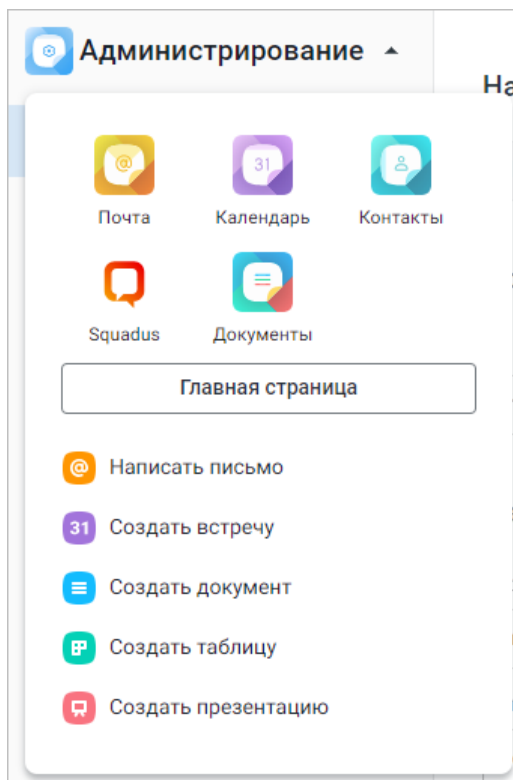 Администрирование
На
Почта Календарь Контакты
Squadus Документы
Главная страница
Написать письмо
Создать встречу
Создать документ
Создать таблицу
Создать презентацию